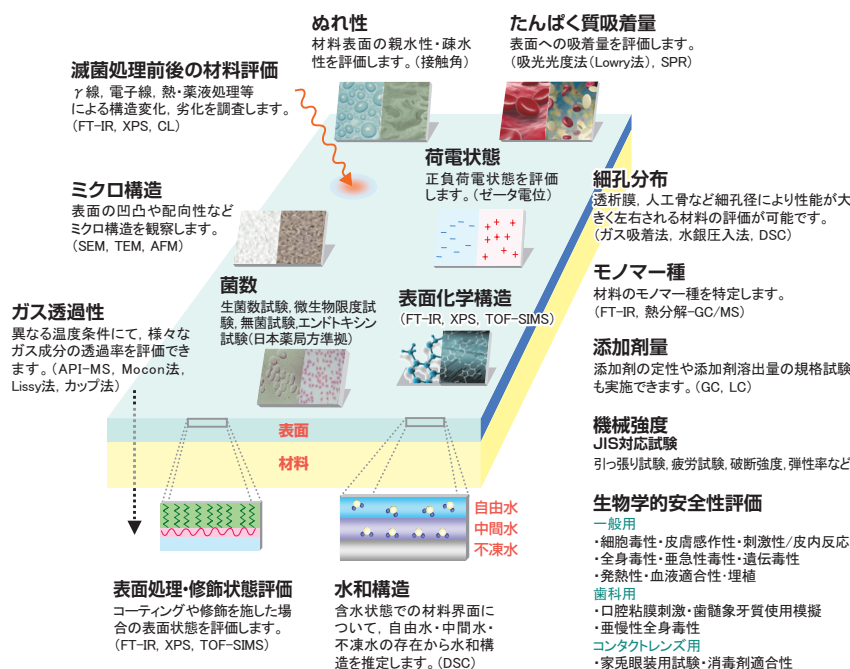 ぬれ性
材料表面の親水性・疎水
性を評価します。(接触角)
たんぱく質吸着量
表面への吸着量を評価します。
(吸光光度法(Lowry法), SPR)
滅菌処理前後の材料評価
γ線, 電子線, 熱・薬液処理等
による構造変化, 劣化を調査します。
(FT-IR, XPS, CL)
荷電状態
正負荷電状態を評価
します。(ゼータ電位)
ミクロ構造
表面の凹凸や配向性など
ミクロ構造を観察します。
(SEM, TEM, AFM)
細孔分布
透析膜, 人工骨など細孔径により性能が大
きく左右される材料の評価が可能です。
(ガス吸着法, 水銀圧入法, DSC)
菌数
生菌数試験, 微生物限度試
験, 無菌試験,エンドトキシン
試験(日本薬局方準拠)
表面化学構造
(FT-IR, XPS, TOF-SIMS)
モノマー種
材料のモノマー種を特定します。
(FT-IR, 熱分解-GC/MS)
ガス透過性
異なる温度条件にて, 様々な
ガス成分の透過率を評価でき
ます。(API-MS, Mocon法,
Lissy法, カップ法)
添加剤量
添加剤の定性や添加剤溶出量の規格試験
も実施できます。(GC, LC)
表面
材料
機械強度
JIS対応試験
引っ張り試験, 疲労試験, 破断強度, 弾性率など
自由水
中間水
不凍水
表面処理・修飾状態評価
コーティングや修飾を施した場
合の表面状態を評価します。
(FT-IR, XPS, TOF-SIMS)
水和構造
含水状態での材料界面に
ついて, 自由水・中間水・
不凍水の存在から水和構
造を推定します。(DSC)
生物学的安全性評価
一般用
・細胞毒性・皮膚感作性・刺激性/皮内反応
・全身毒性・亜急性毒性・遺伝毒性
・発熱性・血液適合性・埋植
歯科用
・口腔粘膜刺激・歯髄象牙質使用模擬
・亜慢性全身毒性
コンタクトレンズ用
・家兎眼装用試験・消毒剤適合性